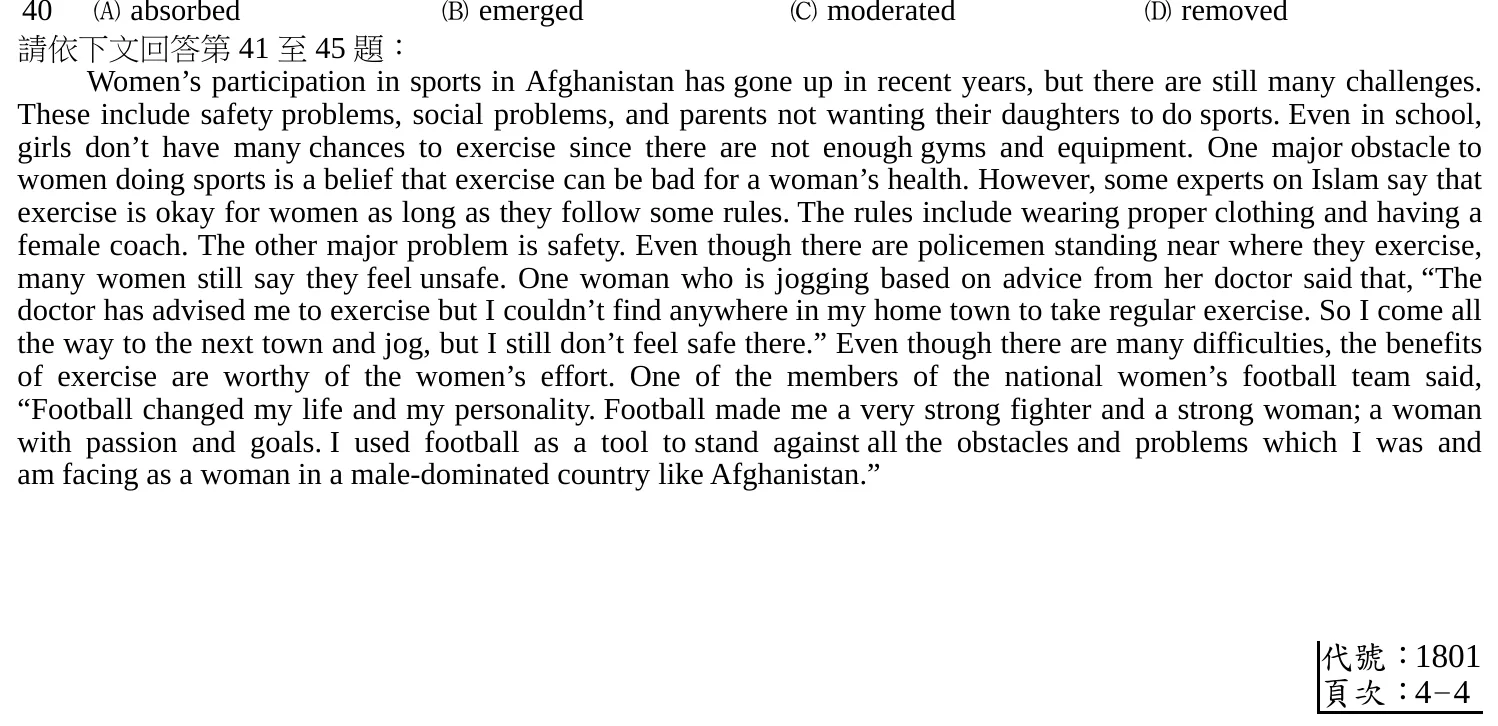 40 (A) absorbed (B) emerged (C) moderated (D) removed
請依下文回答第 41 至 45 題：
Women’s participation in sports in Afghanistan has gone up in recent years, but there are still many challenges.
These include safety problems, social problems, and parents not wanting their daughters to do sports. Even in school,
girls don’t have many chances to exercise since there are not enough gyms and equipment. One major obstacle to
women doing sports is a belief that exercise can be bad for a woman’s health. However, some experts on Islam say that
exercise is okay for women as long as they follow some rules. The rules include wearing proper clothing and having a
female coach. The other major problem is safety. Even though there are policemen standing near where they exercise,
many women still say they feel unsafe. One woman who is jogging based on advice from her doctor said that, “The
doctor has advised me to exercise but I couldn’t find anywhere in my home town to take regular exercise. So I come all
the way to the next town and jog, but I still don’t feel safe there.” Even though there are many difficulties, the benefits
of exercise are worthy of the women’s effort. One of the members of the national women’s football team said,
“Football changed my life and my personality. Football made me a very strong fighter and a strong woman; a woman
with passion and goals. I used football as a tool to stand against all the obstacles and problems which I was and
am facing as a woman in a male-dominated country like Afghanistan.”
代號：1801
頁次：4－4